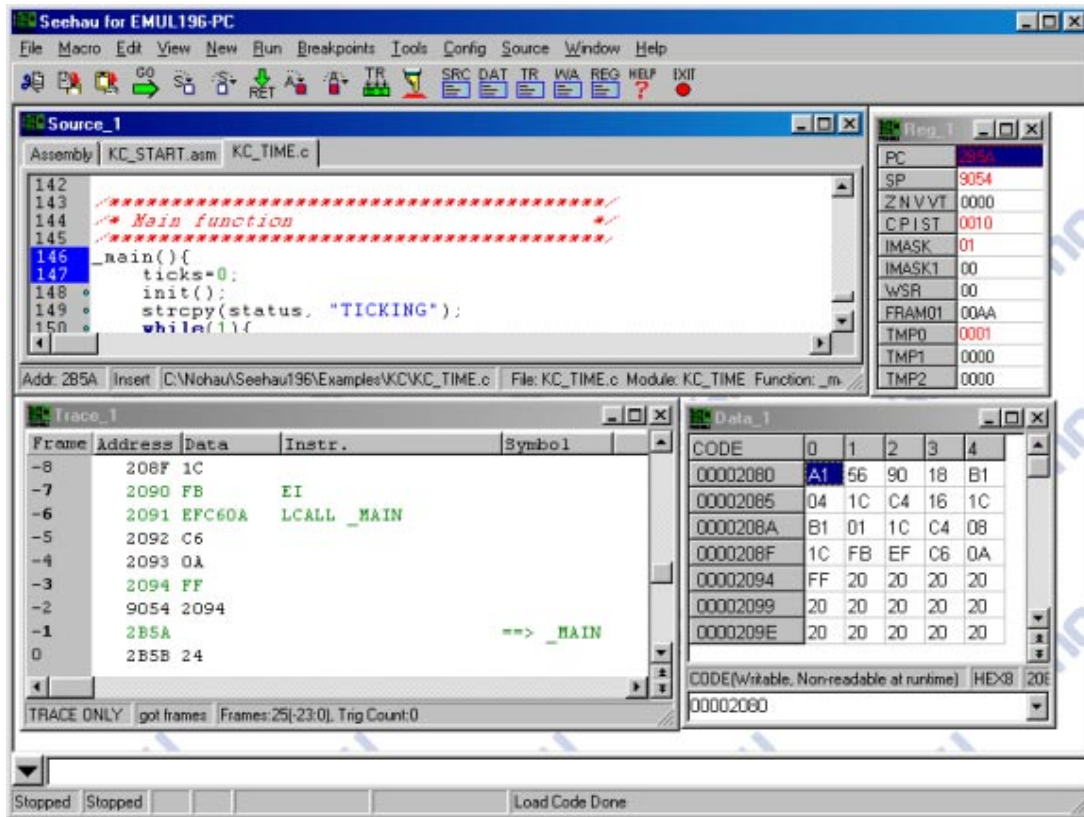 Seehau for EMUL196-PC
File Macro Edit View New Run Breakpoints Tools Config Source Window Help
GO RET TR SRC DAT TR WA REG HELP EXIT
Source_1
Assembly KC_START.asm KC_TIME.c
142
143 /*****************************************/
144 /* Main function */
145 /*****************************************/
146 _main(){
147 ticks=0;
148 init();
149 strcpy(status, "TICKING");
150 while(1){
Addr: 2B5A Insert C:\Nohau\Seehau196\Examples\KC\KC_TIME.c File: KC_TIME.c Module: KC_TIME Function: _m
Reg_1
PC 2B5A
SP 9054
Z N V VT 0000
C P I ST 0010
IMASK 01
IMASK1 00
WSR 00
FRAM01 00AA
TMP0 0001
TMP1 0000
TMP2 0000
Trace_1
Frame Address Data Instr. Symbol
-8 208F 1C
-7 2090 FB EI
-6 2091 EFC60A LCALL _MAIN
-5 2092 C6
-4 2093 0A
-3 2094 FF
-2 9054 2094
-1 2B5A ==> _MAIN
0 2B5B 24
TRACE ONLY got frames Frames:25(-23:0), Trig Count:0
Data_1
CODE 0 1 2 3 4
00002080 A1 56 90 18 B1
00002085 04 1C C4 16 1C
0000208A B1 01 1C C4 08
0000208F 1C FB EF C6 0A
00002094 FF 20 20 20 20
00002099 20 20 20 20 20
0000209E 20 20 20 20 20
CODE(Writable, Non-readable at runtime) HEX8 208
00002080
Stopped Stopped Load Code Done